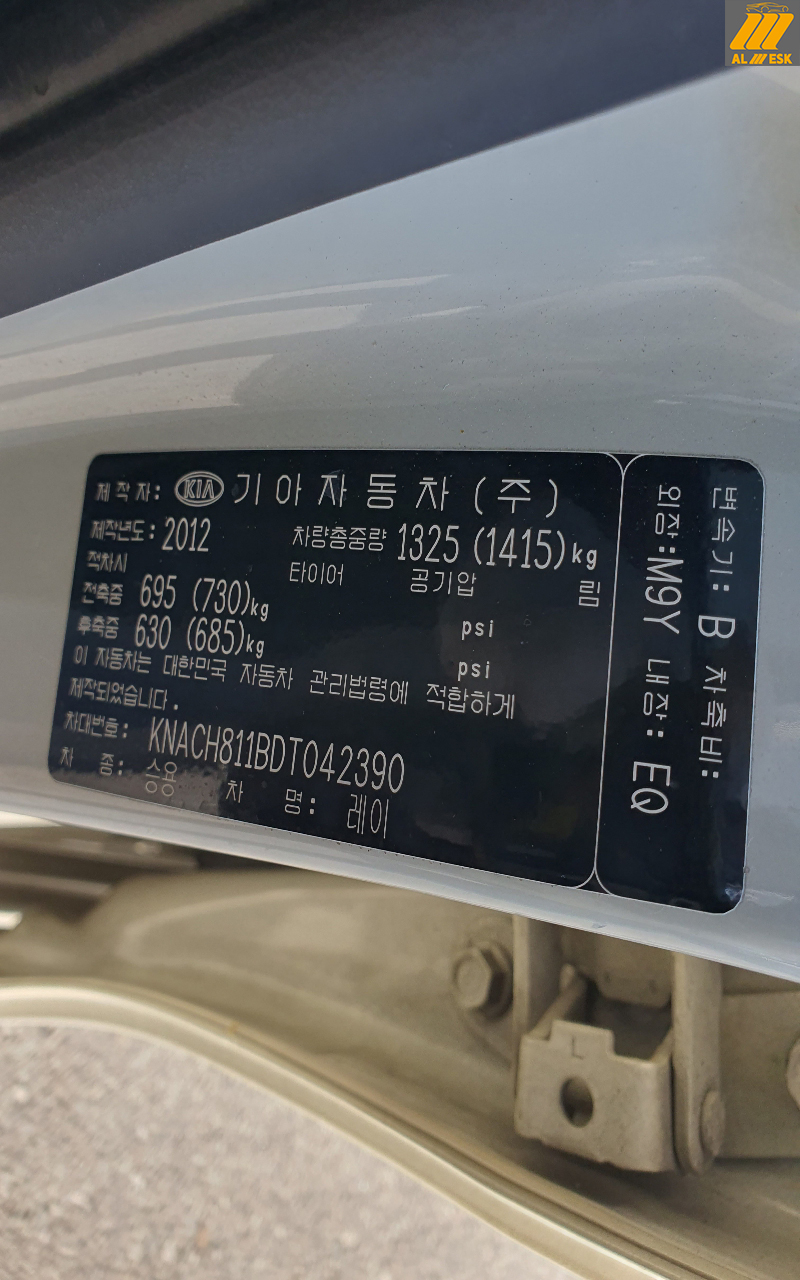 AL ESK
제 작 자: KIA 기 아 자 동 차 (주)
제작년도: 2012 차량총중량 1325 (1415)kg
적차시 타이어 공기압 림
전축중 695 (730)kg psi
후축중 630 (685)kg psi
이 자동차는 대한민국 자동차 관리법령에 적합하게
제작되었습니다.
차대번호: KNACH811BDT042390
차 종: 승용 차 명: 레이
변속기: B 차축비:
외장: M9Y 내장: EQ
L